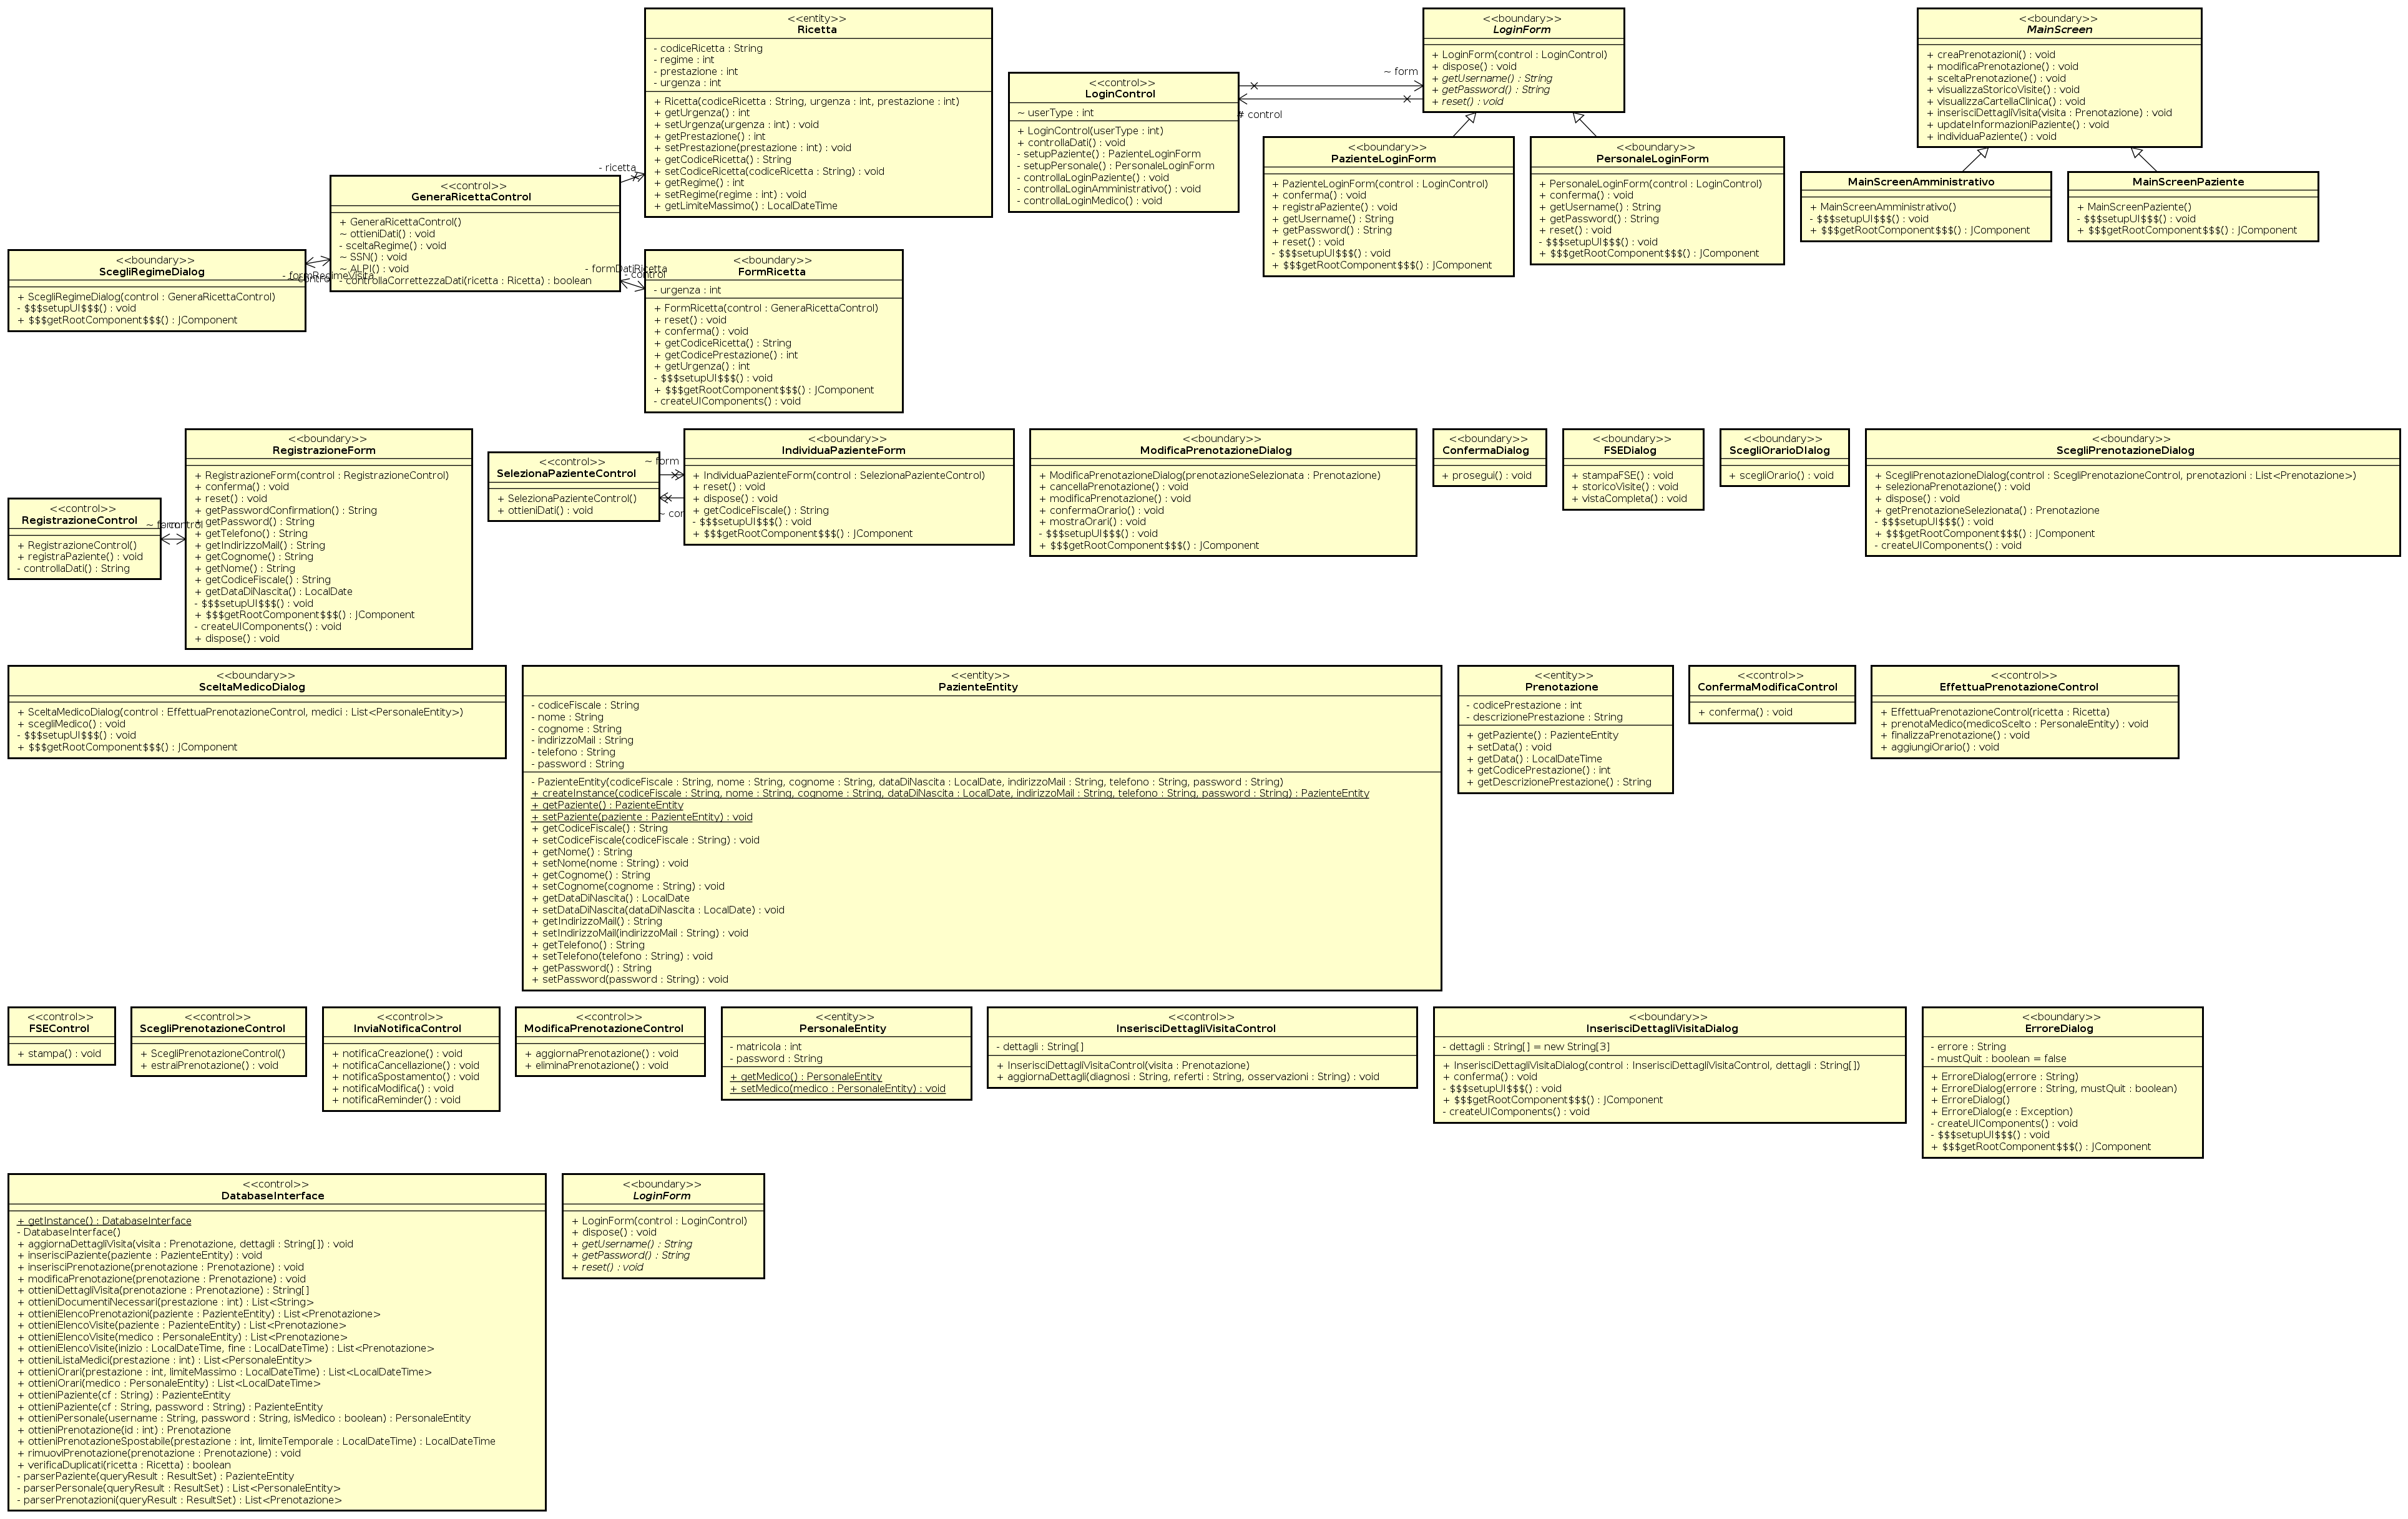 <<entity>>
Ricetta
- codiceRicetta : String
- regime : int
- prestazione : int
- urgenza : int
+ Ricetta(codiceRicetta : String, urgenza : int, prestazione : int)
+ getUrgenza() : int
+ setUrgenza(urgenza : int) : void
+ getPrestazione() : int
+ setPrestazione(prestazione : int) : void
+ getCodiceRicetta() : String
+ setCodiceRicetta(codiceRicetta : String) : void
+ getRegime() : int
+ setRegime(regime : int) : void
+ getLimiteMassimo() : LocalDateTime
<<control>>
LoginControl
~ userType : int
+ LoginControl(userType : int)
+ controllaDati() : void
- setupPaziente() : PazienteLoginForm
- setupPersonale() : PersonaleLoginForm
- controllaLoginPaziente() : void
- controllaLoginAmministrativo() : void
- controllaLoginMedico() : void
~ form
# control
<<boundary>>
LoginForm
+ LoginForm(control : LoginControl)
+ dispose() : void
+ getUsername() : String
+ getPassword() : String
+ reset() : void
<<boundary>>
MainScreen
+ creaPrenotazioni() : void
+ modificaPrenotazione() : void
+ sceltaPrenotazione() : void
+ visualizzaStoricoVisite() : void
+ visualizzaCartellaClinica() : void
+ inserisciDettagliVisita(visita : Prenotazione) : void
+ updateInformazioniPaziente() : void
+ individuaPaziente() : void
<<boundary>>
PazienteLoginForm
+ PazienteLoginForm(control : LoginControl)
+ conferma() : void
+ registraPaziente() : void
+ getUsername() : String
+ getPassword() : String
+ reset() : void
- $$$setupUI$$$() : void
+ $$$getRootComponent$$$() : JComponent
<<boundary>>
PersonaleLoginForm
+ PersonaleLoginForm(control : LoginControl)
+ conferma() : void
+ getUsername() : String
+ getPassword() : String
+ reset() : void
- $$$setupUI$$$() : void
+ $$$getRootComponent$$$() : JComponent
MainScreenAmministrativo
+ MainScreenAmministrativo()
- $$$setupUI$$$() : void
+ $$$getRootComponent$$$() : JComponent
MainScreenPaziente
+ MainScreenPaziente()
- $$$setupUI$$$() : void
+ $$$getRootComponent$$$() : JComponent
- ricetta
<<control>>
GeneraRicettaControl
+ GeneraRicettaControl()
~ ottieniDati() : void
- sceltaRegime() : void
~ SSN() : void
~ ALPI() : void
- controllaCorrettezzaDati(ricetta : Ricetta) : boolean
- formRegimeVisita
- control
- formDatiRicetta
- control
<<boundary>>
ScegliRegimeDialog
+ ScegliRegimeDialog(control : GeneraRicettaControl)
- $$$setupUI$$$() : void
+ $$$getRootComponent$$$() : JComponent
<<boundary>>
FormRicetta
- urgenza : int
+ FormRicetta(control : GeneraRicettaControl)
+ reset() : void
+ conferma() : void
+ getCodiceRicetta() : String
+ getCodicePrestazione() : int
+ getUrgenza() : int
- $$$setupUI$$$() : void
+ $$$getRootComponent$$$() : JComponent
- createUIComponents() : void
<<control>>
RegistrazioneControl
+ RegistrazioneControl()
+ registraPaziente() : void
- controllaDati() : String
~ form
control
<<boundary>>
RegistrazioneForm
+ RegistrazioneForm(control : RegistrazioneControl)
+ conferma() : void
+ reset() : void
+ getPasswordConfirmation() : String
+ getPassword() : String
+ getTelefono() : String
+ getIndirizzoMail() : String
+ getCognome() : String
+ getNome() : String
+ getCodiceFiscale() : String
+ getDataDiNascita() : LocalDate
- $$$setupUI$$$() : void
+ $$$getRootComponent$$$() : JComponent
- createUIComponents() : void
+ dispose() : void
<<control>>
SelezionaPazienteControl
+ SelezionaPazienteControl()
+ ottieniDati() : void
~ form
<<boundary>>
IndividuaPazienteForm
+ IndividuaPazienteForm(control : SelezionaPazienteControl)
+ reset() : void
+ dispose() : void
+ getCodiceFiscale() : String
- $$$setupUI$$$() : void
+ $$$getRootComponent$$$() : JComponent
<<boundary>>
ModificaPrenotazioneDialog
+ ModificaPrenotazioneDialog(prenotazioneSelezionata : Prenotazione)
+ cancellaPrenotazione() : void
+ modificaPrenotazione() : void
+ confermaOrario() : void
+ mostraOrari() : void
- $$$setupUI$$$() : void
+ $$$getRootComponent$$$() : JComponent
<<boundary>>
ConfermaDialog
+ prosegui() : void
<<boundary>>
FSEDialog
+ stampaFSE() : void
+ storicoVisite() : void
+ vistaCompleta() : void
<<boundary>>
ScegliOrarioDIalog
+ scegliOrario() : void
<<boundary>>
ScegliPrenotazioneDialog
+ ScegliPrenotazioneDialog(control : ScegliPrenotazioneControl, prenotazioni : List<Prenotazione>)
+ selezionaPrenotazione() : void
+ dispose() : void
+ getPrenotazioneSelezionata() : Prenotazione
- $$$setupUI$$$() : void
+ $$$getRootComponent$$$() : JComponent
- createUIComponents() : void
<<boundary>>
SceltaMedicoDialog
+ SceltaMedicoDialog(control : EffettuaPrenotazioneControl, medici : List<PersonaleEntity>)
+ scegliMedico() : void
- $$$setupUI$$$() : void
+ $$$getRootComponent$$$() : JComponent
<<entity>>
PazienteEntity
- codiceFiscale : String
- nome : String
- cognome : String
- indirizzoMail : String
- telefono : String
- password : String
- PazienteEntity(codiceFiscale : String, nome : String, cognome : String, dataDiNascita : LocalDate, indirizzoMail : String, telefono : String, password : String)
+ createInstance(codiceFiscale : String, nome : String, cognome : String, dataDiNascita : LocalDate, indirizzoMail : String, telefono : String, password : String) : PazienteEntity
+ getPaziente() : PazienteEntity
+ setPaziente(paziente : PazienteEntity) : void
+ getCodiceFiscale() : String
+ setCodiceFiscale(codiceFiscale : String) : void
+ getNome() : String
+ setNome(nome : String) : void
+ getCognome() : String
+ setCognome(cognome : String) : void
+ getDataDiNascita() : LocalDate
+ setDataDiNascita(dataDiNascita : LocalDate) : void
+ getIndirizzoMail() : String
+ setIndirizzoMail(indirizzoMail : String) : void
+ getTelefono() : String
+ setTelefono(telefono : String) : void
+ getPassword() : String
+ setPassword(password : String) : void
<<entity>>
Prenotazione
- codicePrestazione : int
- descrizionePrestazione : String
+ getPaziente() : PazienteEntity
+ setData() : void
+ getData() : LocalDateTime
+ getCodicePrestazione() : int
+ getDescrizionePrestazione() : String
<<control>>
ConfermaModificaControl
+ conferma() : void
<<control>>
EffettuaPrenotazioneControl
+ EffettuaPrenotazioneControl(ricetta : Ricetta)
+ prenotaMedico(medicoScelto : PersonaleEntity) : void
+ finalizzaPrenotazione() : void
+ aggiungiOrario() : void
<<control>>
FSEControl
+ stampa() : void
<<control>>
ScegliPrenotazioneControl
+ ScegliPrenotazioneControl()
+ estraiPrenotazione() : void
<<control>>
InviaNotificaControl
+ notificaCreazione() : void
+ notificaCancellazione() : void
+ notificaSpostamento() : void
+ notificaModifica() : void
+ notificaReminder() : void
<<control>>
ModificaPrenotazioneControl
+ aggiornaPrenotazione() : void
+ eliminaPrenotazione() : void
<<entity>>
PersonaleEntity
- matricola : int
- password : String
+ getMedico() : PersonaleEntity
+ setMedico(medico : PersonaleEntity) : void
<<control>>
InserisciDettagliVisitaControl
- dettagli : String[]
+ InserisciDettagliVisitaControl(visita : Prenotazione)
+ aggiornaDettagli(diagnosi : String, referti : String, osservazioni : String) : void
<<boundary>>
InserisciDettagliVisitaDialog
- dettagli : String[] = new String[3]
+ InserisciDettagliVisitaDialog(control : InserisciDettagliVisitaControl, dettagli : String[])
+ conferma() : void
- $$$setupUI$$$() : void
+ $$$getRootComponent$$$() : JComponent
- createUIComponents() : void
<<boundary>>
ErroreDialog
- errore : String
- mustQuit : boolean = false
+ ErroreDialog(errore : String)
+ ErroreDialog(errore : String, mustQuit : boolean)
+ ErroreDialog()
+ ErroreDialog(e : Exception)
- createUIComponents() : void
- $$$setupUI$$$() : void
+ $$$getRootComponent$$$() : JComponent
<<control>>
DatabaseInterface
+ getInstance() : DatabaseInterface
- DatabaseInterface()
+ aggiornaDettagliVisita(visita : Prenotazione, dettagli : String[]) : void
+ inserisciPaziente(paziente : PazienteEntity) : void
+ inserisciPrenotazione(prenotazione : Prenotazione) : void
+ modificaPrenotazione(prenotazione : Prenotazione) : void
+ ottieniDettagliVisita(prenotazione : Prenotazione) : String[]
+ ottieniDocumentiNecessari(prestazione : int) : List<String>
+ ottieniElencoPrenotazioni(paziente : PazienteEntity) : List<Prenotazione>
+ ottieniElencoVisite(paziente : PazienteEntity) : List<Prenotazione>
+ ottieniElencoVisite(medico : PersonaleEntity) : List<Prenotazione>
+ ottieniElencoVisite(inizio : LocalDateTime, fine : LocalDateTime) : List<Prenotazione>
+ ottieniListaMedici(prestazione : int) : List<PersonaleEntity>
+ ottieniOrari(prestazione : int, limiteMassimo : LocalDateTime) : List<LocalDateTime>
+ ottieniOrari(medico : PersonaleEntity) : List<LocalDateTime>
+ ottieniPaziente(cf : String) : PazienteEntity
+ ottieniPaziente(cf : String, password : String) : PazienteEntity
+ ottieniPersonale(username : String, password : String, isMedico : boolean) : PersonaleEntity
+ ottieniPrenotazione(id : int) : Prenotazione
+ ottieniPrenotazioneSpostabile(prestazione : int, limiteTemporale : LocalDateTime) : LocalDateTime
+ rimuoviPrenotazione(prenotazione : Prenotazione) : void
+ verificaDuplicati(ricetta : Ricetta) : boolean
- parserPaziente(queryResult : ResultSet) : PazienteEntity
- parserPersonale(queryResult : ResultSet) : List<PersonaleEntity>
- parserPrenotazioni(queryResult : ResultSet) : List<Prenotazione>
<<boundary>>
LoginForm
+ LoginForm(control : LoginControl)
+ dispose() : void
+ getUsername() : String
+ getPassword() : String
+ reset() : void